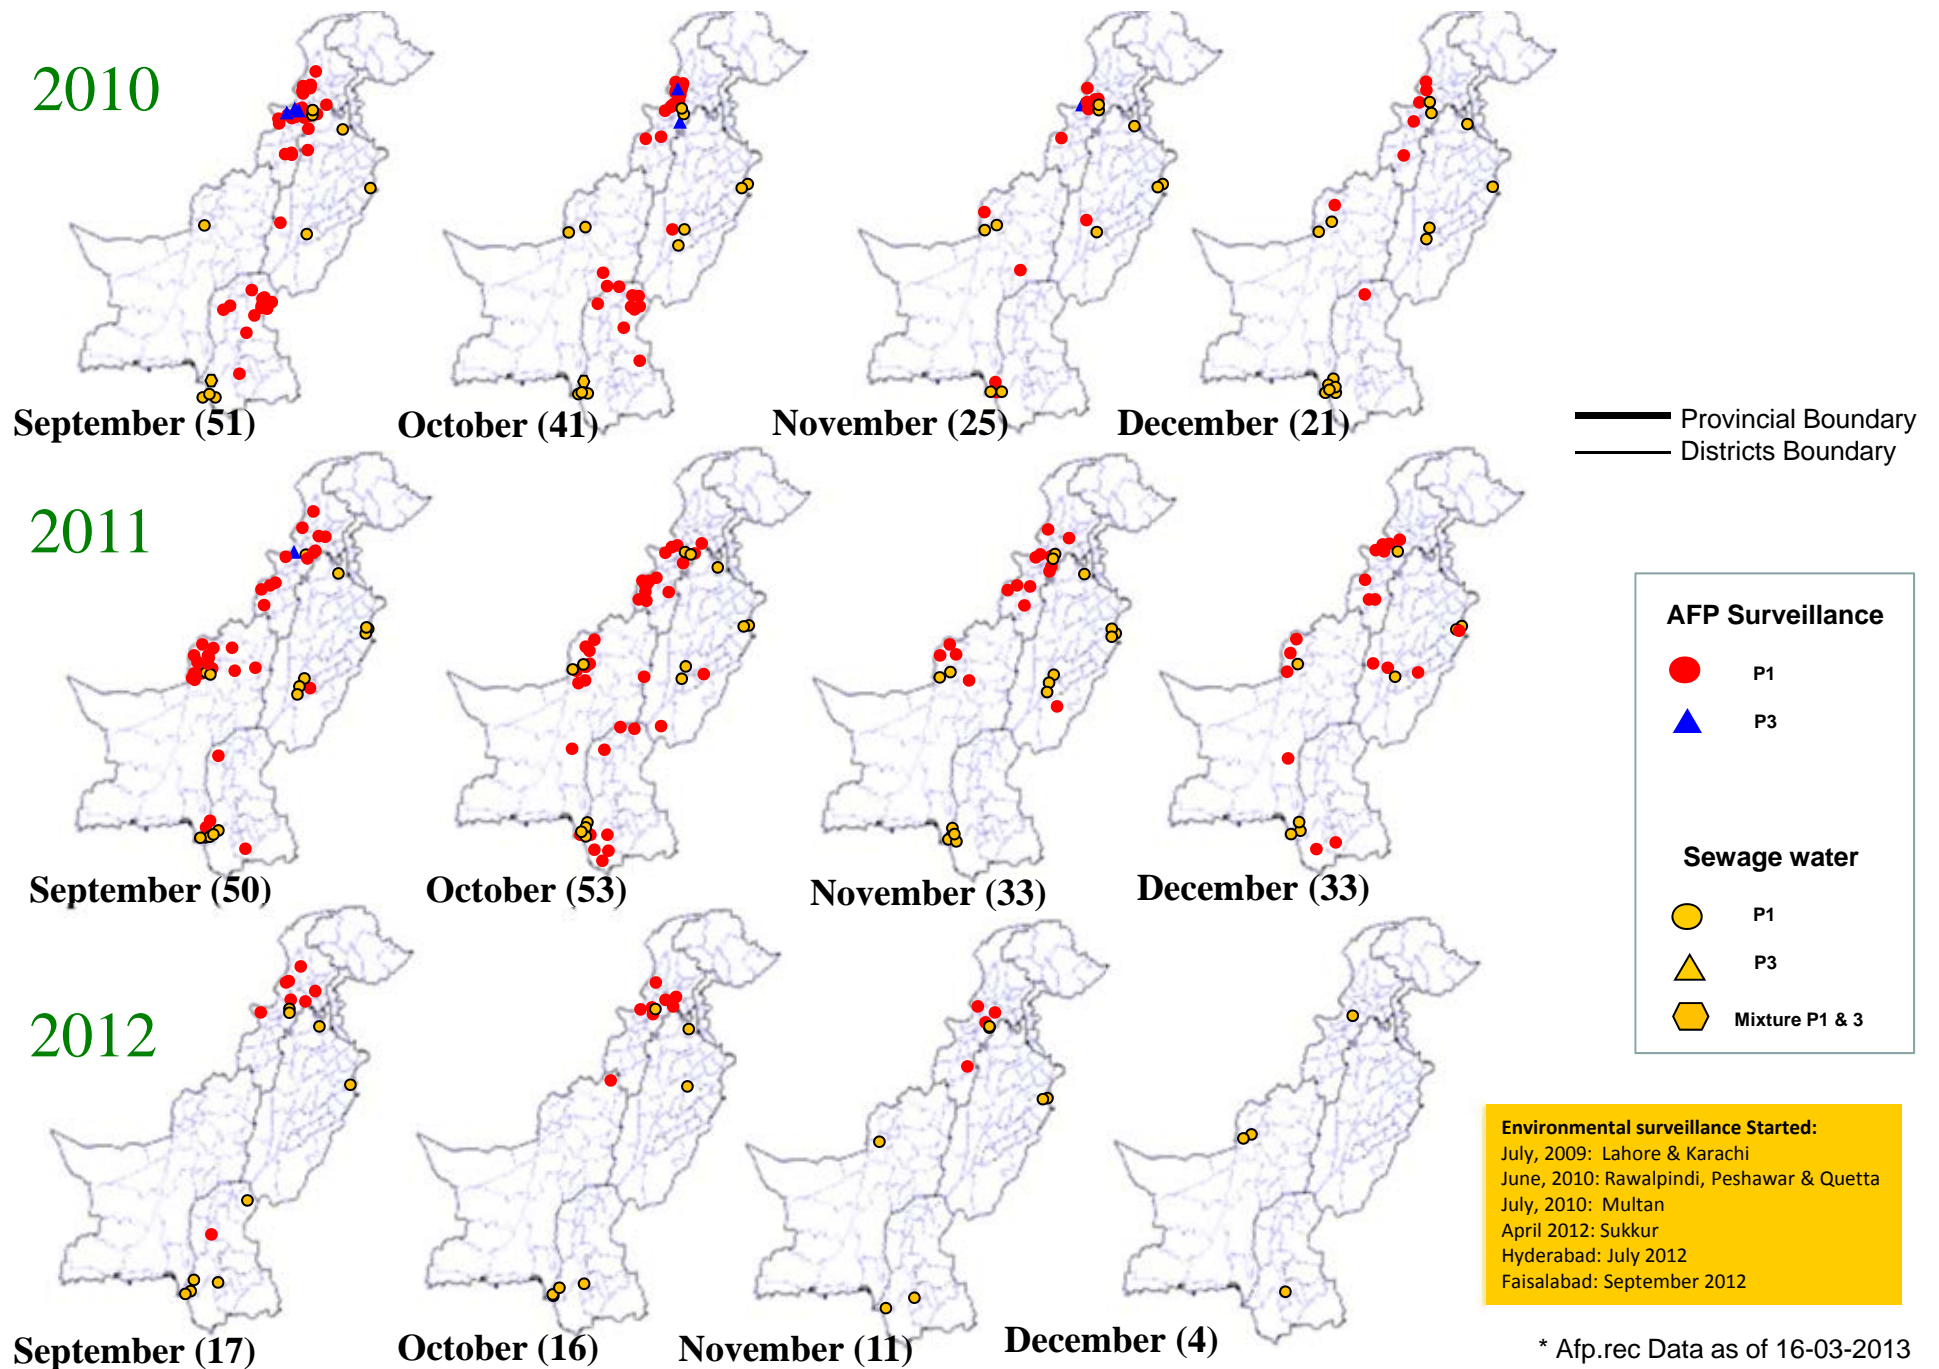 2010
September (51)
October (41)
November (25)
December (21)
Provincial Boundary
Districts Boundary
2011
September (50)
October (53)
November (33)
December (33)
AFP Surveillance
P1
P3
Sewage water
P1
P3
Mixture P1 & 3
2012
September (17)
October (16)
November (11)
December (4)
Environmental surveillance Started:
July, 2009: Lahore & Karachi
June, 2010: Rawalpindi, Peshawar & Quetta
July, 2010: Multan
April 2012: Sukkur
Hyderabad: July 2012
Faisalabad: September 2012
* Afp.rec Data as of 16-03-2013